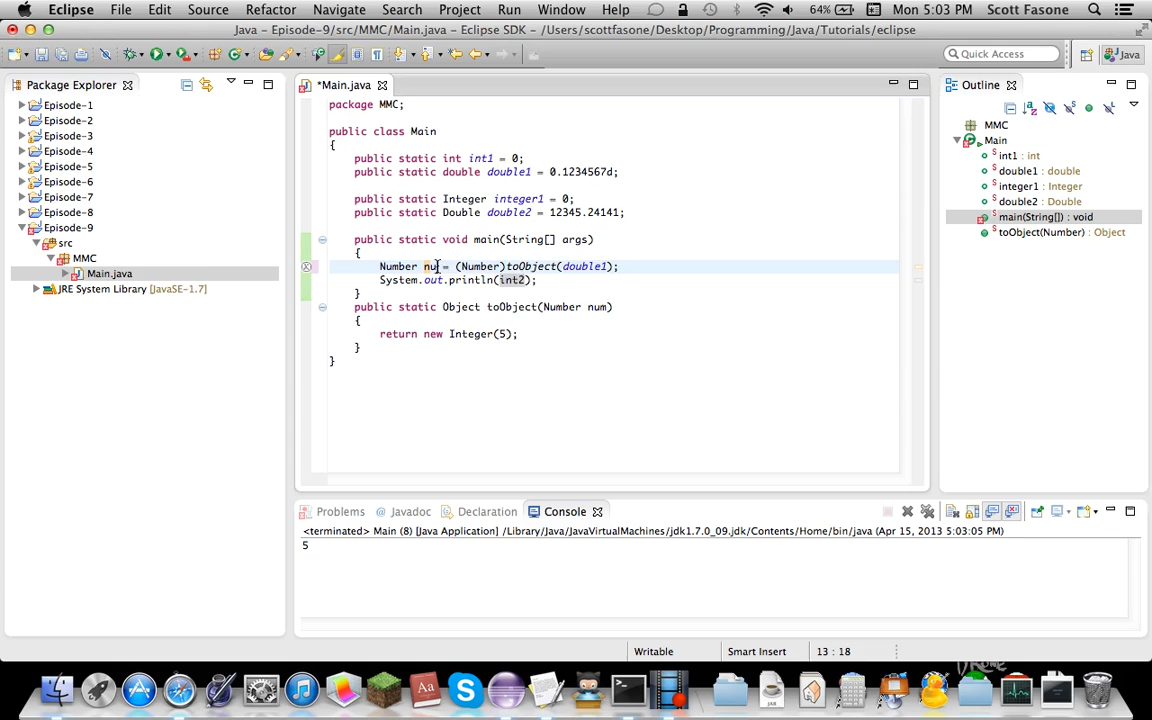 Eclipse File Edit Source Refactor Navigate Search Project Run Window Help 64% Mon 5:03 PM Scott Fasone
Java – Episode-9/src/MMC/Main.java – Eclipse SDK – /Users/scottfasone/Desktop/Programming/Java/Tutorials/eclipse
Quick Access Java
Package Explorer
Episode-1
Episode-2
Episode-3
Episode-4
Episode-5
Episode-6
Episode-7
Episode-8
Episode-9
src
MMC
Main.java
JRE System Library [JavaSE-1.7]
*Main.java
package MMC;
public class Main
{
public static int int1 = 0;
public static double double1 = 0.1234567d;
public static Integer integer1 = 0;
public static Double double2 = 12345.24141;
public static void main(String[] args)
{
Number nu = (Number)toObject(double1);
System.out.println(int2);
}
public static Object toObject(Number num)
{
return new Integer(5);
}
}
Outline
MMC
Main
int1 : int
double1 : double
integer1 : Integer
double2 : Double
main(String[]) : void
toObject(Number) : Object
Problems Javadoc Declaration Console
<terminated> Main (8) [Java Application] /Library/Java/JavaVirtualMachines/jdk1.7.0_09.jdk/Contents/Home/bin/java (Apr 15, 2013 5:03:05 PM)
5
Writable Smart Insert 13 : 18
Aa
JAR